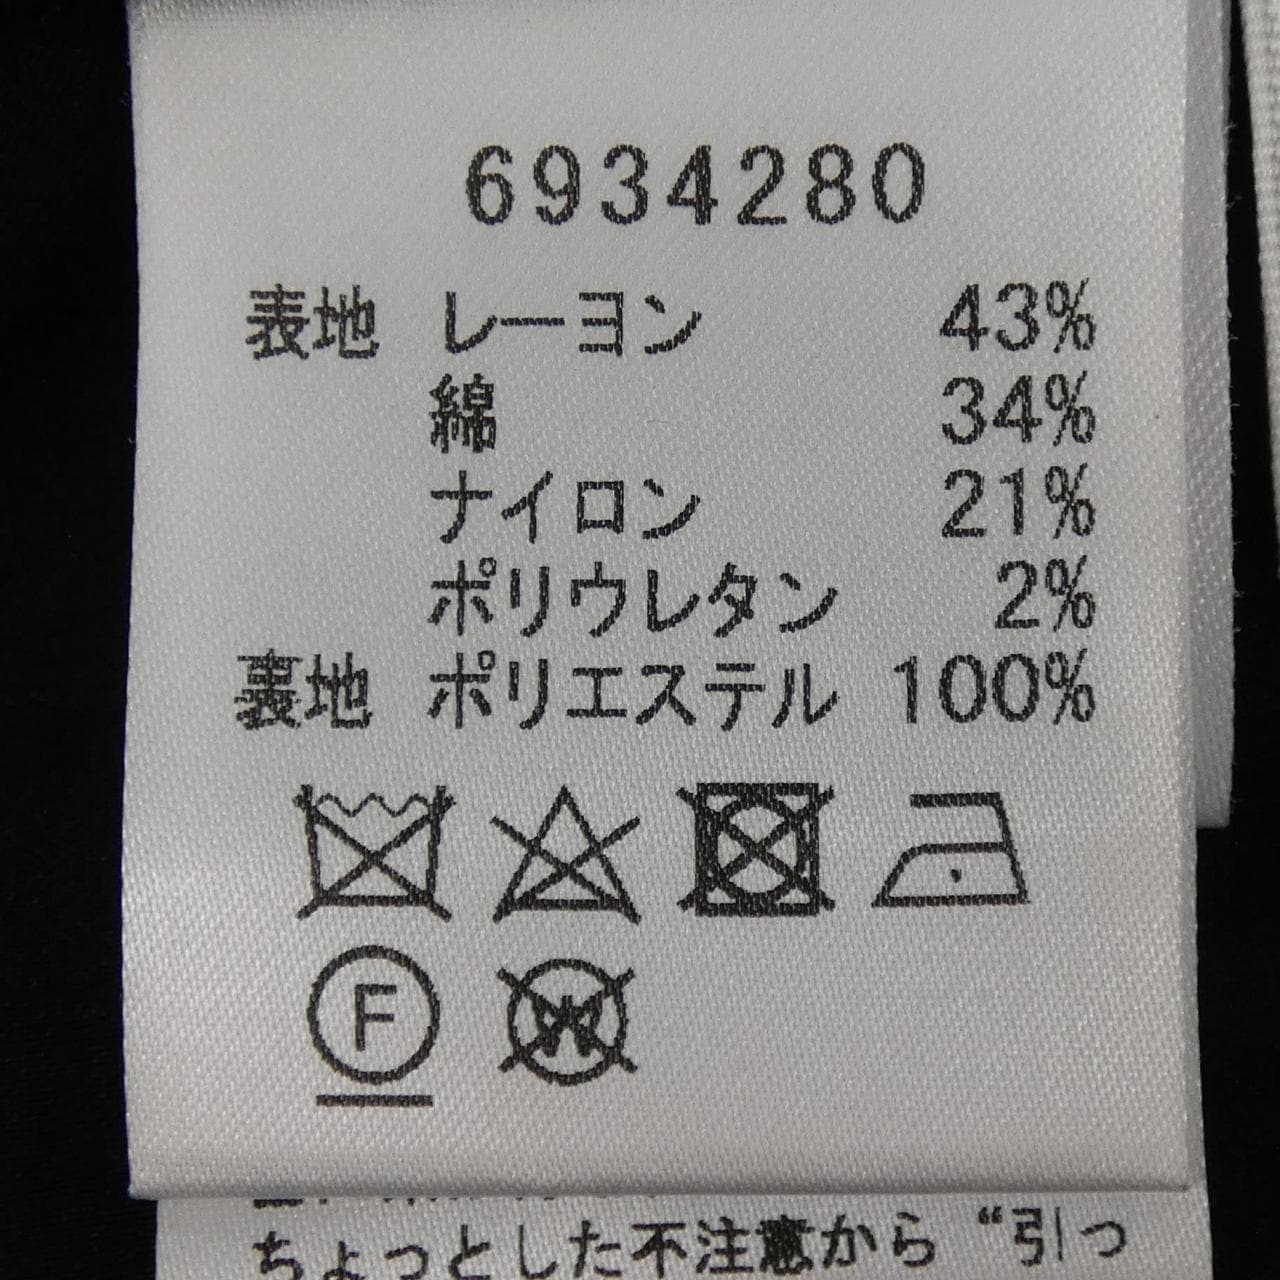 6934280
表地 レーヨン 43%
綿 34%
ナイロン 21%
ポリウレタン 2%
裏地 ポリエステル 100%
F
W
ちょっとした不注意から“引っ